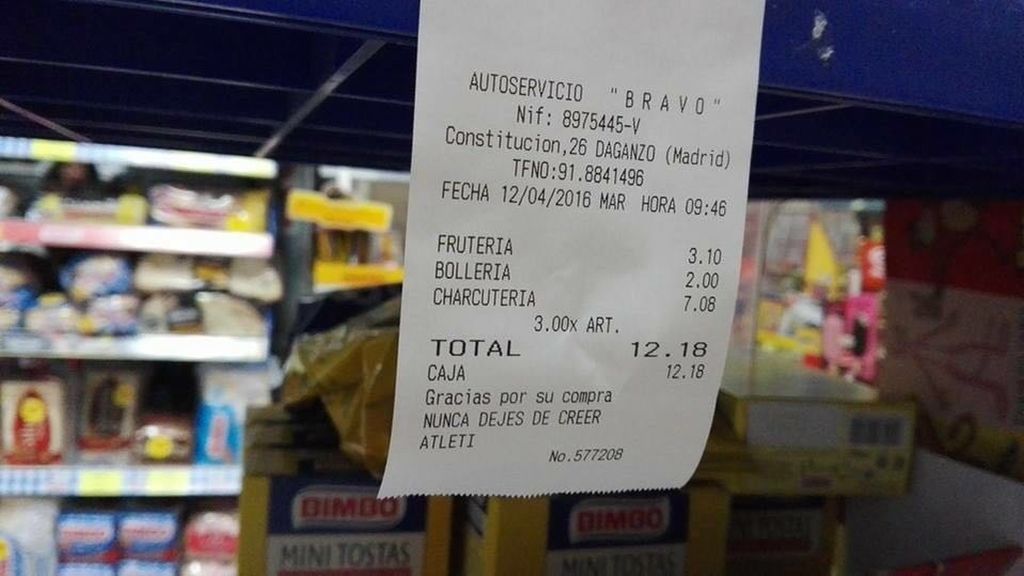 AUTOSERVICIO "BRAVO"
Nif: 8975445-V
Constitucion,26 DAGANZO (Madrid)
TFNO:91.8841496
FECHA 12/04/2016 MAR HORA 09:46
FRUTERIA 3.10
BOLLERIA 2.00
CHARCUTERIA 7.08
3.00x ART.
TOTAL 12.18
CAJA 12.18
Gracias por su compra
NUNCA DEJES DE CREER
ATLETI
No.577208
BIMBO
MINI TOSTAS
BIMBO
MINI TOSTAS